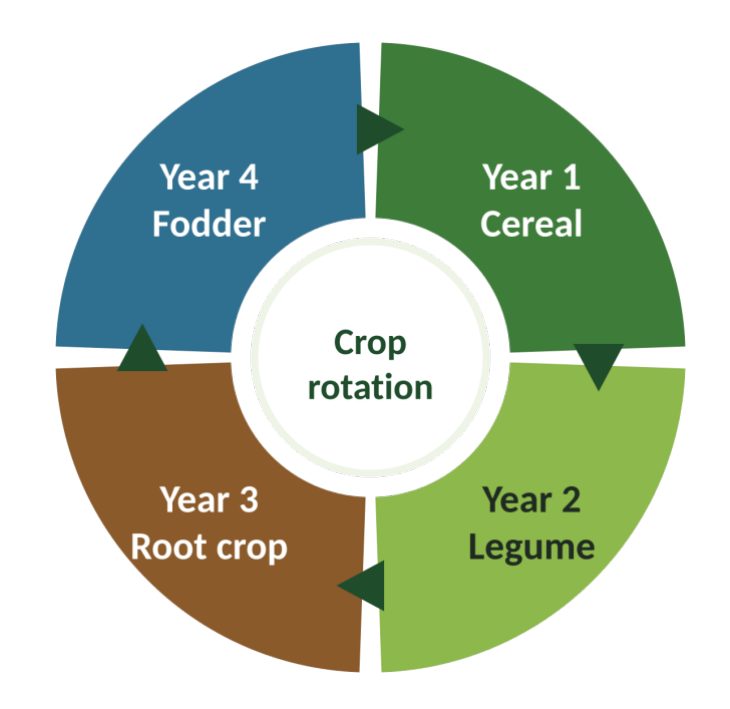 Year 4
Fodder
Year 1
Cereal
Crop
rotation
Year 3
Root crop
Year 2
Legume